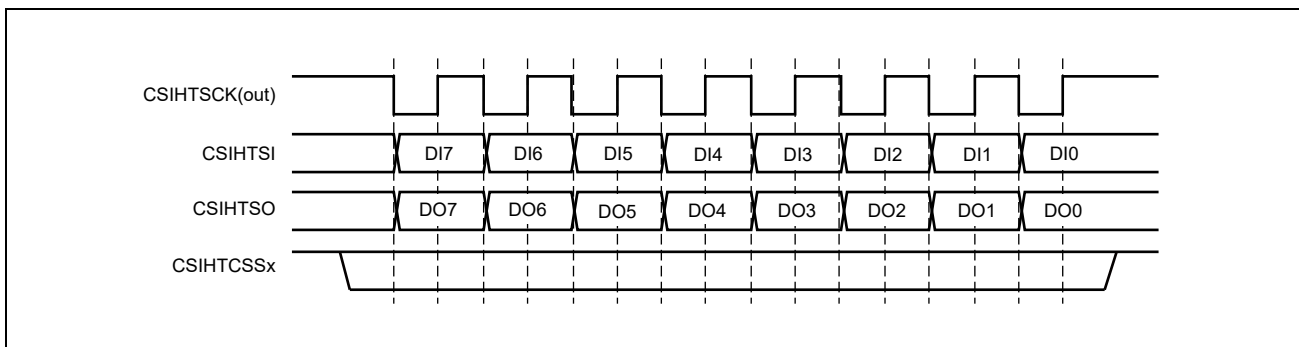 CSIHTSCK(out)
CSIHTSI DI7 DI6 DI5 DI4 DI3 DI2 DI1 DI0
CSIHTSO DO7 DO6 DO5 DO4 DO3 DO2 DO1 DO0
CSIHTCSSx